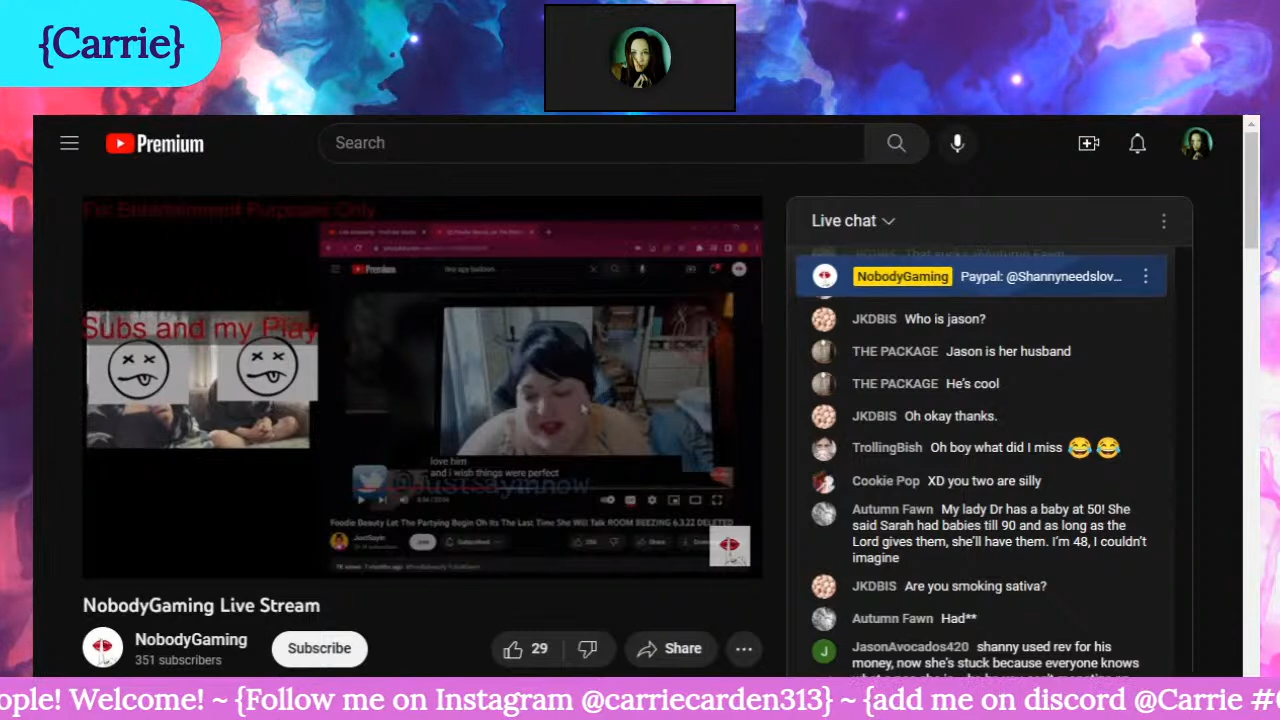 {Carrie}
Premium
Search
For Entertainment Purposes Only
Subs and my Play
Premium
love him
and i wish things were perfect
@JustSayinnow
Foodie Beauty Let The Partying Begin Oh Its The Last Time She Will Talk ROOM BEEZING 6.3.22 DELETED
JustSayin
Share
NobodyGaming Live Stream
NobodyGaming
351 subscribers
Subscribe
29
Share
Live chat
NobodyGaming Paypal: @Shannyneedslov...
JKDBIS Who is jason?
THE PACKAGE Jason is her husband
THE PACKAGE He's cool
JKDBIS Oh okay thanks.
TrollingBish Oh boy what did I miss 😂 😂
Cookie Pop XD you two are silly
Autumn Fawn My lady Dr has a baby at 50! She
said Sarah had babies till 90 and as long as the
Lord gives them, she'll have them. I'm 48, I couldn't
imagine
JKDBIS Are you smoking sativa?
Autumn Fawn Had**
J JasonAvocados420 shanny used rev for his
money, now she's stuck because everyone knows
ople! Welcome! ~ {Follow me on Instagram @carriecarden313} ~ {add me on discord @Carrie #